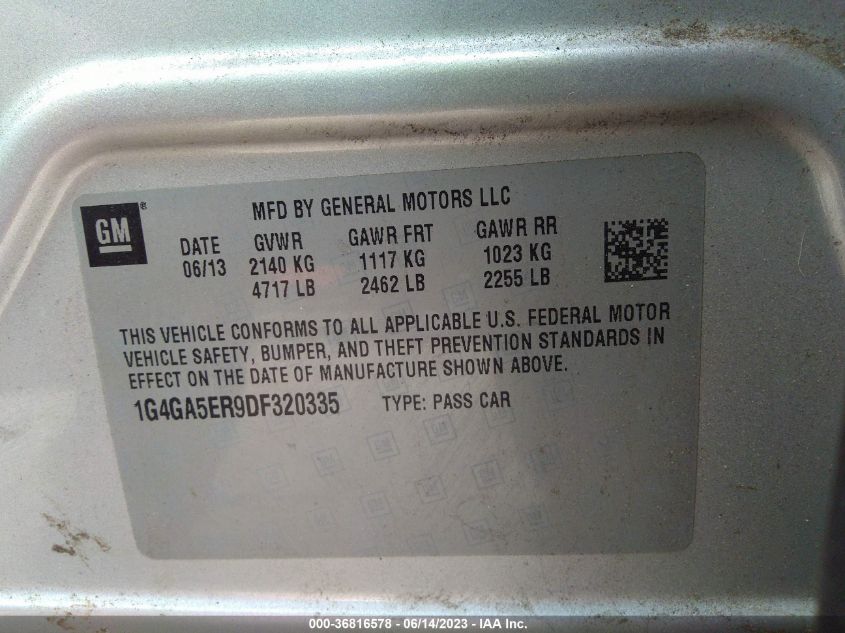 GM ®
MFD BY GENERAL MOTORS LLC
DATE GVWR GAWR FRT GAWR RR
06/13 2140 KG 1117 KG 1023 KG
4717 LB 2462 LB 2255 LB
THIS VEHICLE CONFORMS TO ALL APPLICABLE U.S. FEDERAL MOTOR
VEHICLE SAFETY, BUMPER, AND THEFT PREVENTION STANDARDS IN
EFFECT ON THE DATE OF MANUFACTURE SHOWN ABOVE.
1G4GA5ER9DF320335 TYPE: PASS CAR
000-36816578 - 06/14/2023 - IAA Inc.